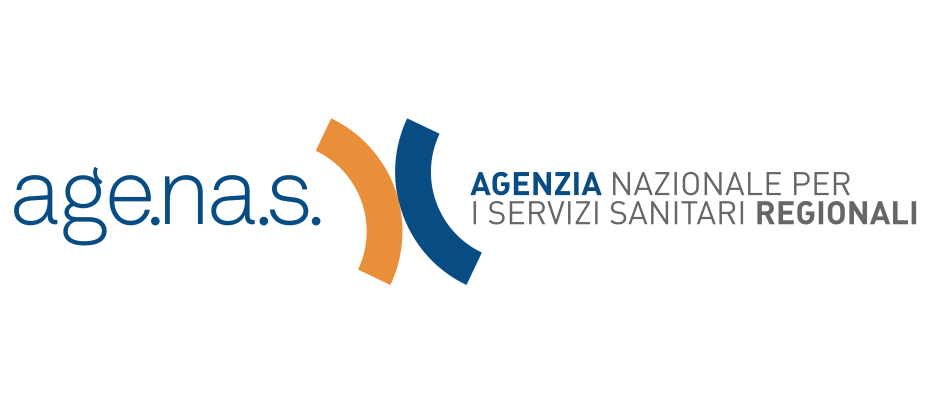 age.na.s.
AGENZIA NAZIONALE PER
I SERVIZI SANITARI REGIONALI